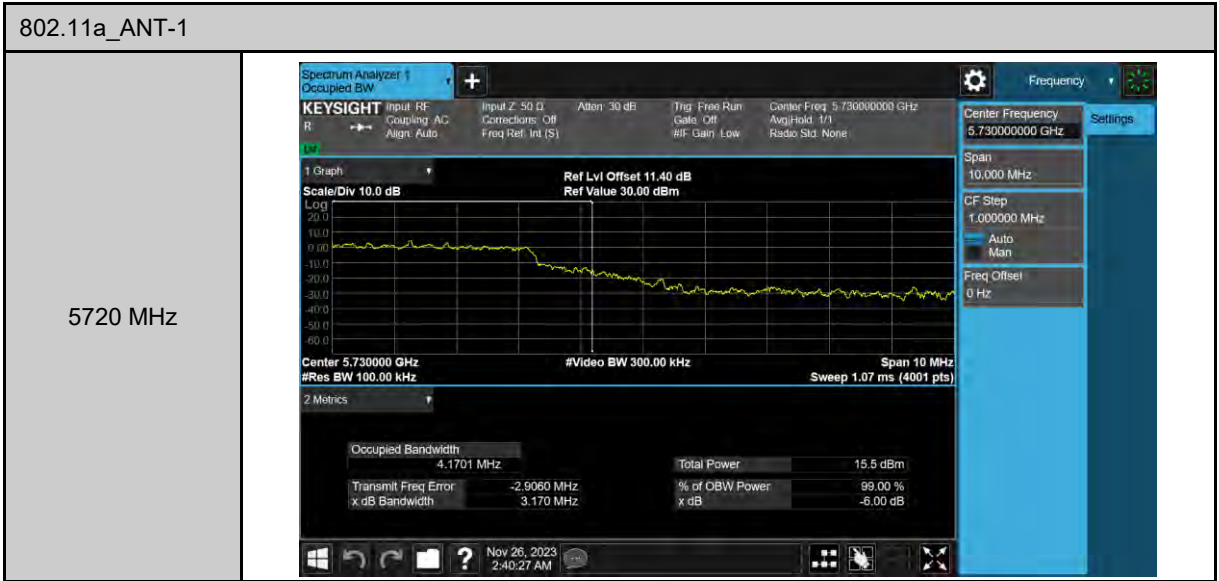 802.11a_ANT-1
5720 MHz
Spectrum Analyzer 1
Occupied BW
Frequency
KEYSIGHT Input: RF Input Z: 50 Ω Atten: 30 dB Trig: Free Run Center Freq: 5.730000000 GHz
R Coupling: AC Corrections: Off Gate: Off Avg|Hold: 1/1
Align: Auto Freq Ref: Int (S) #IF Gain: Low Radio Std: None
Center Frequency
5.730000000 GHz
Settings
Span
10.000 MHz
CF Step
1.000000 MHz
Auto
Man
Freq Offset
0 Hz
1 Graph
Scale/Div 10.0 dB
Ref Lvl Offset 11.40 dB
Ref Value 30.00 dBm
Log
20.0
10.0
0.00
-10.0
-20.0
-30.0
-40.0
-50.0
-60.0
Center 5.730000 GHz #Video BW 300.00 kHz Span 10 MHz
#Res BW 100.00 kHz Sweep 1.07 ms (4001 pts)
2 Metrics
Occupied Bandwidth
4.1701 MHz Total Power 15.5 dBm
Transmit Freq Error -2.9060 MHz % of OBW Power 99.00 %
x dB Bandwidth 3.170 MHz x dB -6.00 dB
?
Nov 26, 2023
2:40:27 AM